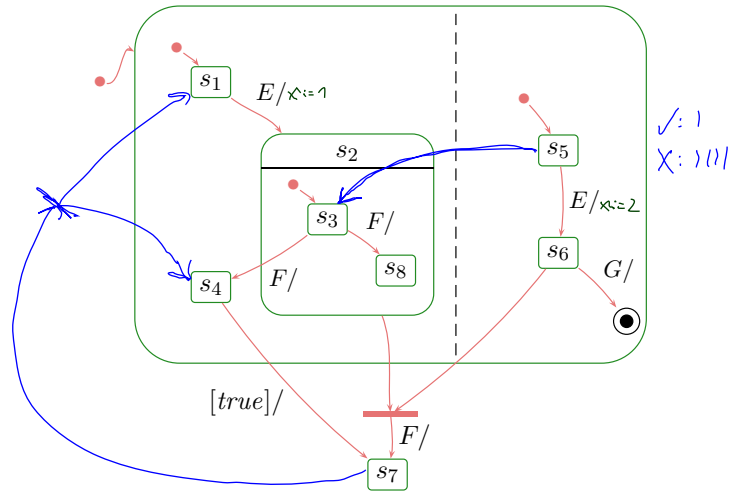 s1
E/x:=1
s2
s5
✓: |
X: ||||
s3
F/
E/x:=2
s8
F/
s4
s6
G/
[true]/
F/
s7